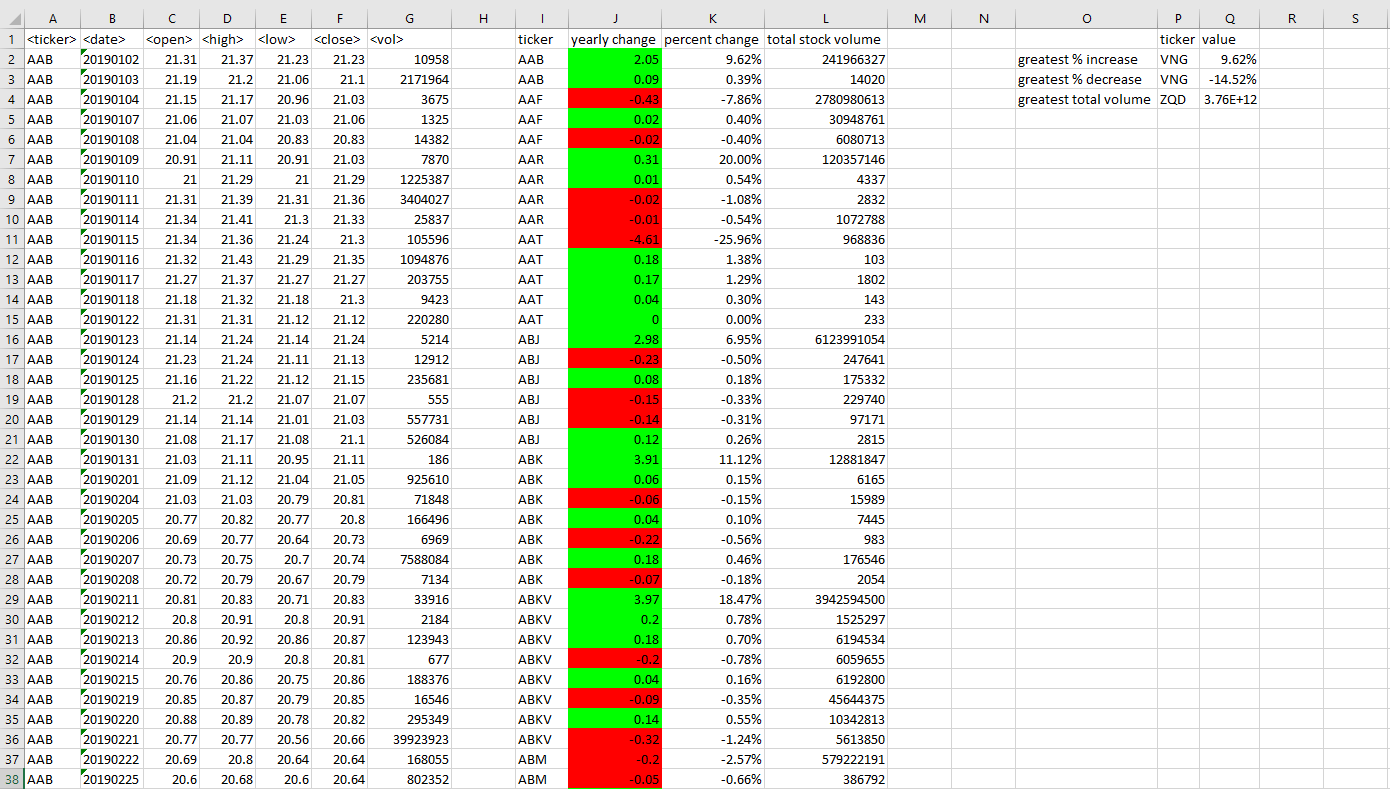 A B C D E F G H I J K L M N O P Q R S
1 <ticker> <date> <open> <high> <low> <close> <vol> ticker yearly change percent change total stock volume ticker value
2 AAB 20190102 21.31 21.37 21.23 21.23 10958 AAB 2.05 9.62% 241966327 greatest % increase VNG 9.62%
3 AAB 20190103 21.19 21.2 21.06 21.1 2171964 AAB 0.09 0.39% 14020 greatest % decrease VNG -14.52%
4 AAB 20190104 21.15 21.17 20.96 21.03 3675 AAF -0.43 -7.86% 2780980613 greatest total volume ZQD 3.76E+12
5 AAB 20190107 21.06 21.07 21.03 21.06 1325 AAF 0.02 0.40% 30948761
6 AAB 20190108 21.04 21.04 20.83 20.83 14382 AAF -0.02 -0.40% 6080713
7 AAB 20190109 20.91 21.11 20.91 21.03 7870 AAR 0.31 20.00% 120357146
8 AAB 20190110 21 21.29 21 21.29 1225387 AAR 0.01 0.54% 4337
9 AAB 20190111 21.31 21.39 21.31 21.36 3404027 AAR -0.02 -1.08% 2832
10 AAB 20190114 21.34 21.41 21.3 21.33 25837 AAR -0.01 -0.54% 1072788
11 AAB 20190115 21.34 21.36 21.24 21.3 105596 AAT -4.61 -25.96% 968836
12 AAB 20190116 21.32 21.43 21.29 21.35 1094876 AAT 0.18 1.38% 103
13 AAB 20190117 21.27 21.37 21.27 21.27 203755 AAT 0.17 1.29% 1802
14 AAB 20190118 21.18 21.32 21.18 21.3 9423 AAT 0.04 0.30% 143
15 AAB 20190122 21.31 21.31 21.12 21.12 220280 AAT 0 0.00% 233
16 AAB 20190123 21.14 21.24 21.14 21.24 5214 ABJ 2.98 6.95% 6123991054
17 AAB 20190124 21.23 21.24 21.11 21.13 12912 ABJ -0.23 -0.50% 247641
18 AAB 20190125 21.16 21.22 21.12 21.15 235681 ABJ 0.08 0.18% 175332
19 AAB 20190128 21.2 21.2 21.07 21.07 555 ABJ -0.15 -0.33% 229740
20 AAB 20190129 21.14 21.14 21.01 21.03 557731 ABJ -0.14 -0.31% 97171
21 AAB 20190130 21.08 21.17 21.08 21.1 526084 ABJ 0.12 0.26% 2815
22 AAB 20190131 21.03 21.11 20.95 21.11 186 ABK 3.91 11.12% 12881847
23 AAB 20190201 21.09 21.12 21.04 21.05 925610 ABK 0.06 0.15% 6165
24 AAB 20190204 21.03 21.03 20.79 20.81 71848 ABK -0.06 -0.15% 15989
25 AAB 20190205 20.77 20.82 20.77 20.8 166496 ABK 0.04 0.10% 7445
26 AAB 20190206 20.69 20.77 20.64 20.73 6969 ABK -0.22 -0.56% 983
27 AAB 20190207 20.73 20.75 20.7 20.74 7588084 ABK 0.18 0.46% 176546
28 AAB 20190208 20.72 20.79 20.67 20.79 7134 ABK -0.07 -0.18% 2054
29 AAB 20190211 20.81 20.83 20.71 20.83 33916 ABKV 3.97 18.47% 3942594500
30 AAB 20190212 20.8 20.91 20.8 20.91 2184 ABKV 0.2 0.78% 1525297
31 AAB 20190213 20.86 20.92 20.86 20.87 123943 ABKV 0.18 0.70% 6194534
32 AAB 20190214 20.9 20.9 20.8 20.81 677 ABKV -0.2 -0.78% 6059655
33 AAB 20190215 20.76 20.86 20.75 20.86 188376 ABKV 0.04 0.16% 6192800
34 AAB 20190219 20.85 20.87 20.79 20.85 16546 ABKV -0.09 -0.35% 45644375
35 AAB 20190220 20.88 20.89 20.78 20.82 295349 ABKV 0.14 0.55% 10342813
36 AAB 20190221 20.77 20.77 20.56 20.66 39923923 ABKV -0.32 -1.24% 5613850
37 AAB 20190222 20.69 20.8 20.64 20.64 168055 ABM -0.2 -2.57% 579222191
38 AAB 20190225 20.6 20.68 20.6 20.64 802352 ABM -0.05 -0.66% 386792